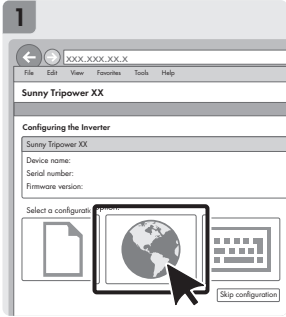 1
xxx.xxx.xx.x
File Edit View Favorites Tools Help
Sunny Tripower XX
Configuring the Inverter
Sunny Tripower XX
Device name:
Serial number:
Firmware version:
Select a configuratic option:
Skip configuration